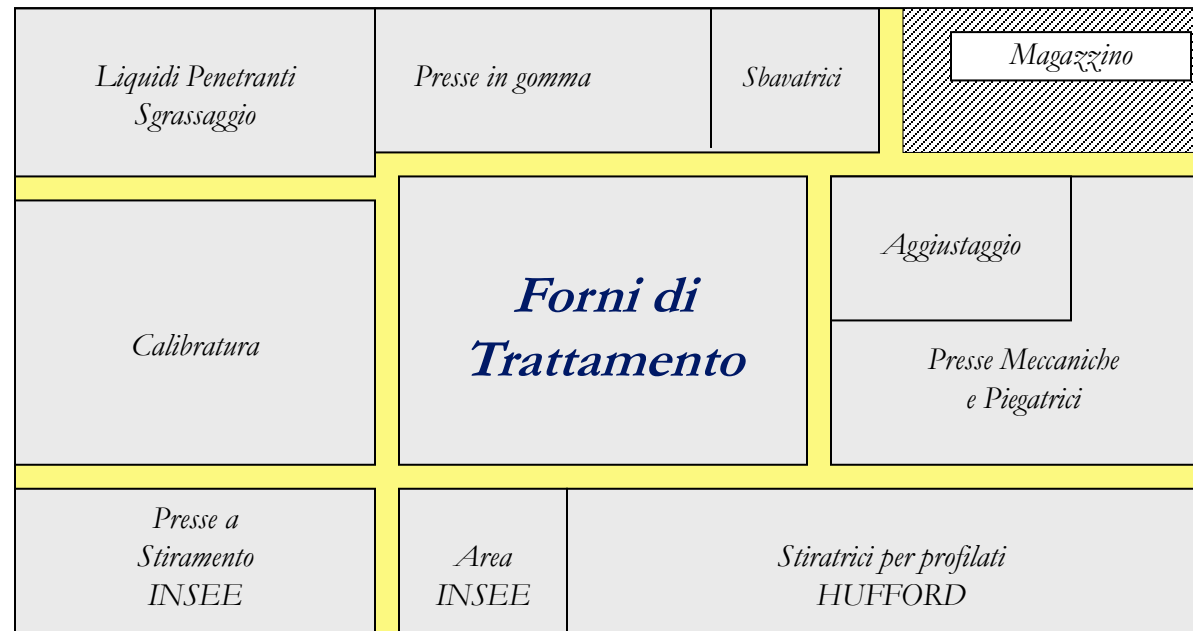 Liquidi Penetranti
Sgrassaggio
Presse in gomma
Sbavatrici
Magazzino
Calibratura
Forni di
Trattamento
Aggiustaggio
Presse Meccaniche
e Piegatrici
Presse a
Stiramento
INSEE
Area
INSEE
Stiratrici per profilati
HUFFORD